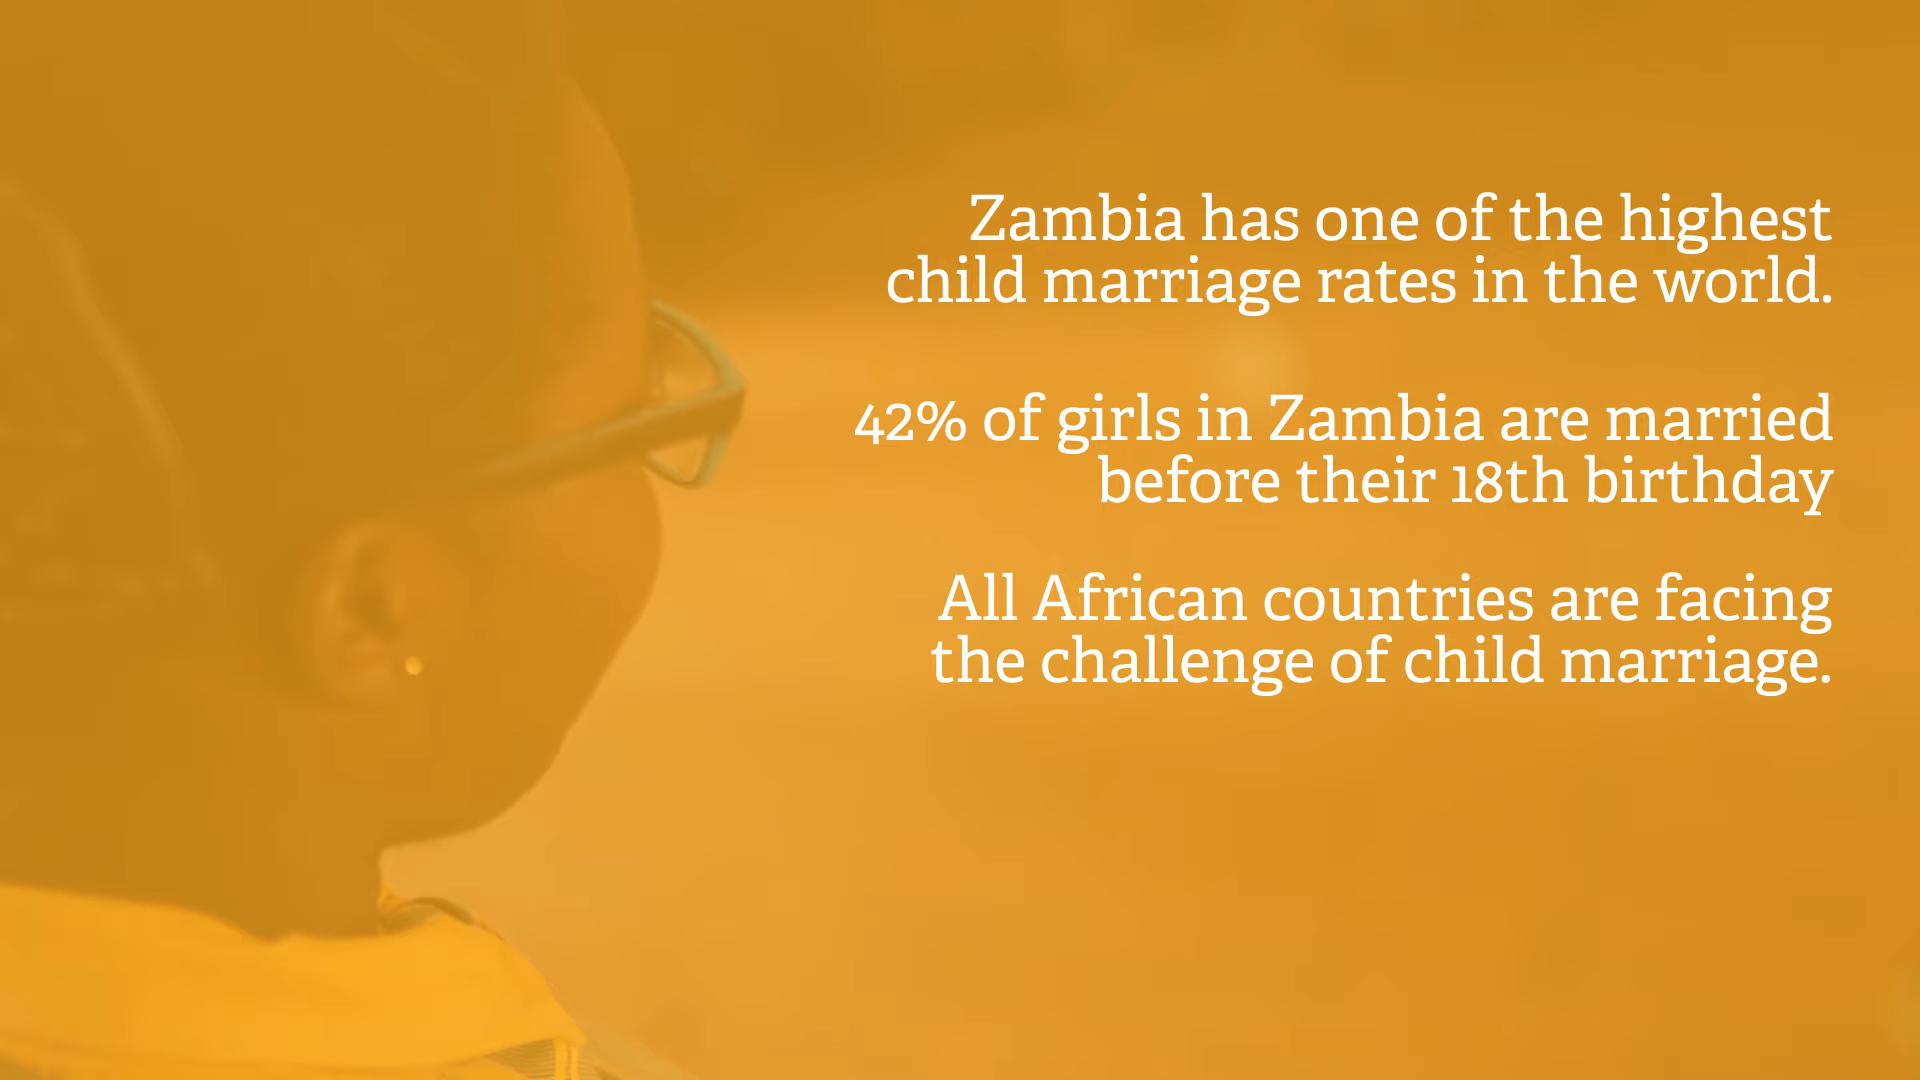 Zambia has one of the highest
child marriage rates in the world.
42% of girls in Zambia are married
before their 18th birthday
All African countries are facing
the challenge of child marriage.